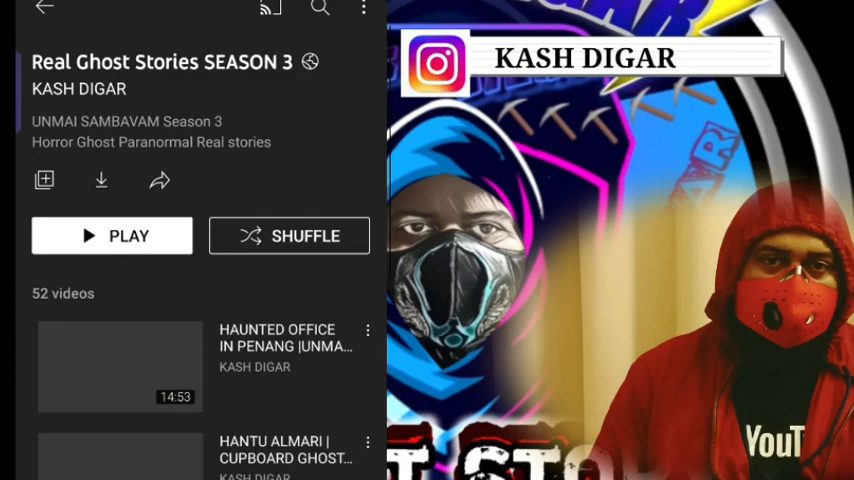 Real Ghost Stories SEASON 3
KASH DIGAR
UNMAI SAMBAVAM Season 3
Horror Ghost Paranormal Real stories
PLAY
SHUFFLE
52 videos
HAUNTED OFFICE
IN PENANG |UNMA...
KASH DIGAR
14:53
HANTU ALMARI |
CUPBOARD GHOST...
KASH DIGAR
KASH DIGAR
YouT